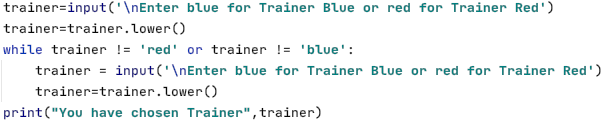 trainer=input('\nEnter blue for Trainer Blue or red for Trainer Red')
trainer=trainer.lower()
while trainer != 'red' or trainer != 'blue':
    trainer = input('\nEnter blue for Trainer Blue or red for Trainer Red')
    trainer=trainer.lower()
print("You have chosen Trainer",trainer)